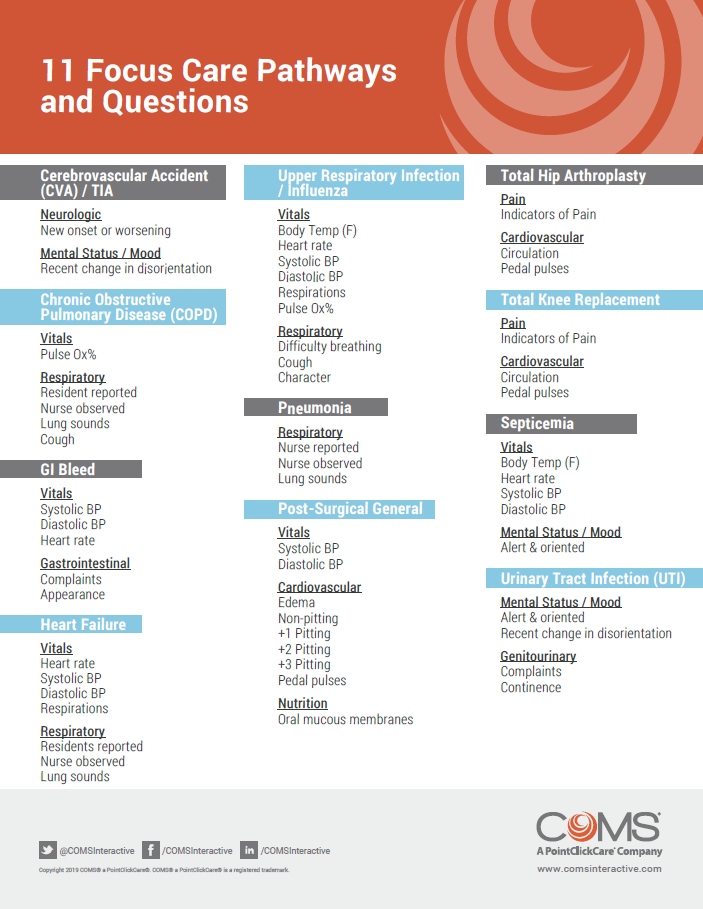 11 Focus Care Pathways
and Questions
Cerebrovascular Accident
(CVA) / TIA
Neurologic
New onset or worsening
Mental Status / Mood
Recent change in disorientation
Chronic Obstructive
Pulmonary Disease (COPD)
Vitals
Pulse Ox%
Respiratory
Resident reported
Nurse observed
Lung sounds
Cough
GI Bleed
Vitals
Systolic BP
Diastolic BP
Heart rate
Gastrointestinal
Complaints
Appearance
Heart Failure
Vitals
Heart rate
Systolic BP
Diastolic BP
Respirations
Respiratory
Residents reported
Nurse observed
Lung sounds
Upper Respiratory Infection
/ Influenza
Vitals
Body Temp (F)
Heart rate
Systolic BP
Diastolic BP
Respirations
Pulse Ox%
Respiratory
Difficulty breathing
Cough
Character
Pneumonia
Respiratory
Nurse reported
Nurse observed
Lung sounds
Post-Surgical General
Vitals
Systolic BP
Diastolic BP
Cardiovascular
Edema
Non-pitting
+1 Pitting
+2 Pitting
+3 Pitting
Pedal pulses
Nutrition
Oral mucous membranes
Total Hip Arthroplasty
Pain
Indicators of Pain
Cardiovascular
Circulation
Pedal pulses
Total Knee Replacement
Pain
Indicators of Pain
Cardiovascular
Circulation
Pedal pulses
Septicemia
Vitals
Body Temp (F)
Heart rate
Systolic BP
Diastolic BP
Mental Status / Mood
Alert & oriented
Urinary Tract Infection (UTI)
Mental Status / Mood
Alert & oriented
Recent change in disorientation
Genitourinary
Complaints
Continence
@COMSInteractive /COMSInteractive /COMSInteractive
Copyright 2019 COMS® a PointClickCare®. COMS® a PointClickCare® is a registered trademark.
COMS®
A PointClickCare® Company
www.comsinteractive.com